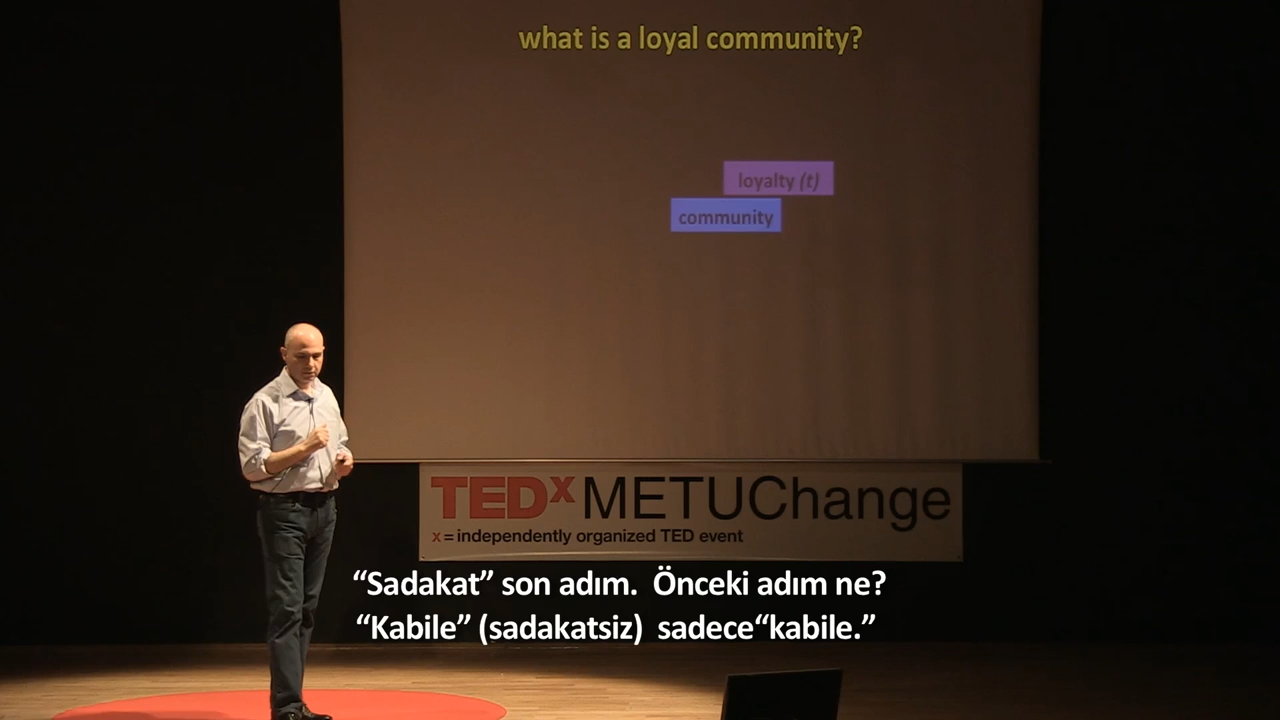 what is a loyal community?
loyalty (t)
community
TEDx METUChange
x = independently organized TED event
“Sadakat” son adım.  Önceki adım ne?
“Kabile” (sadakatsiz)  sadece“kabile.”